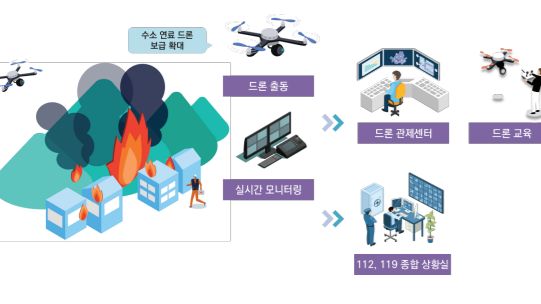 수소 연료 드론
보급 확대
드론 출동
실시간 모니터링
드론 관제센터
드론 교육
112, 119 종합 상황실